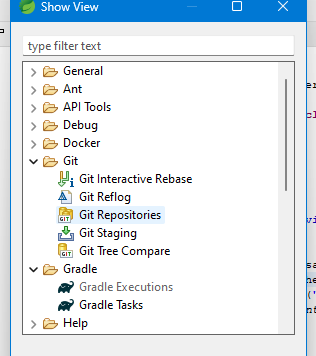 Show View
type filter text
General
Ant
API Tools
Debug
Docker
Git
Git Interactive Rebase
Git Reflog
Git Repositories
Git Staging
Git Tree Compare
Gradle
Gradle Executions
Gradle Tasks
Help